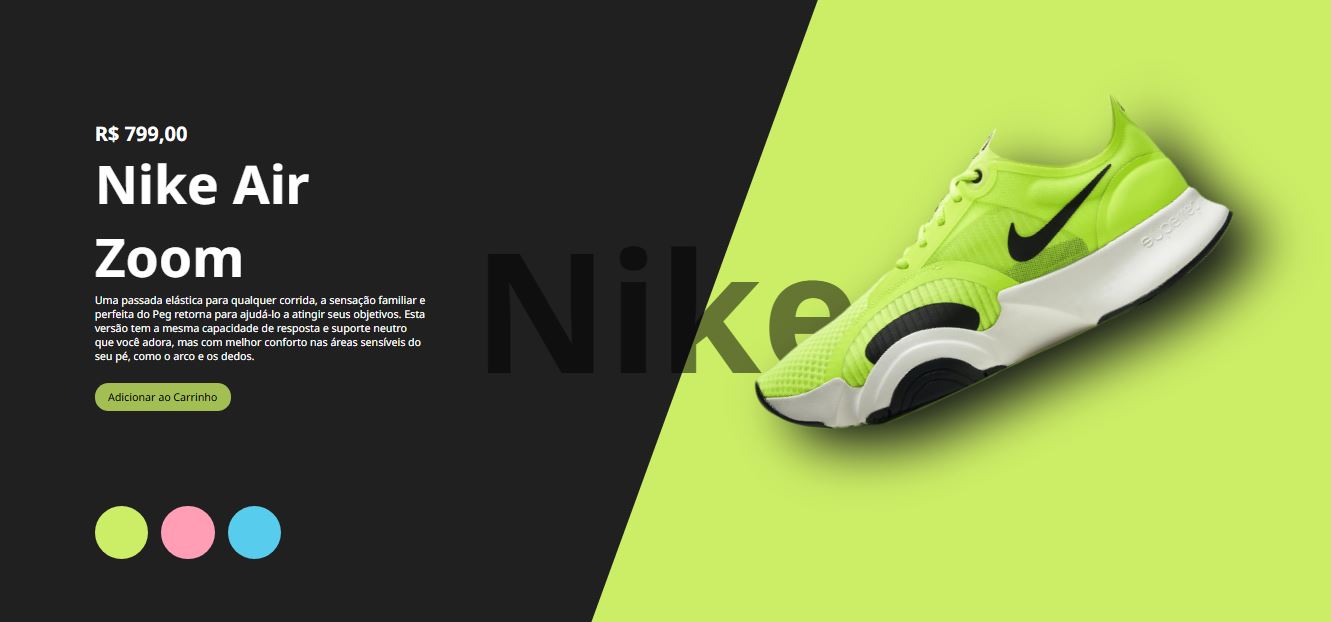 R$ 799,00
Nike Air
Zoom
Uma passada elástica para qualquer corrida, a sensação familiar e
perfeita do Peg retorna para ajudá-lo a atingir seus objetivos. Esta
versão tem a mesma capacidade de resposta e suporte neutro
que você adora, mas com melhor conforto nas áreas sensíveis do
seu pé, como o arco e os dedos.
Adicionar ao Carrinho
Nike
superrep